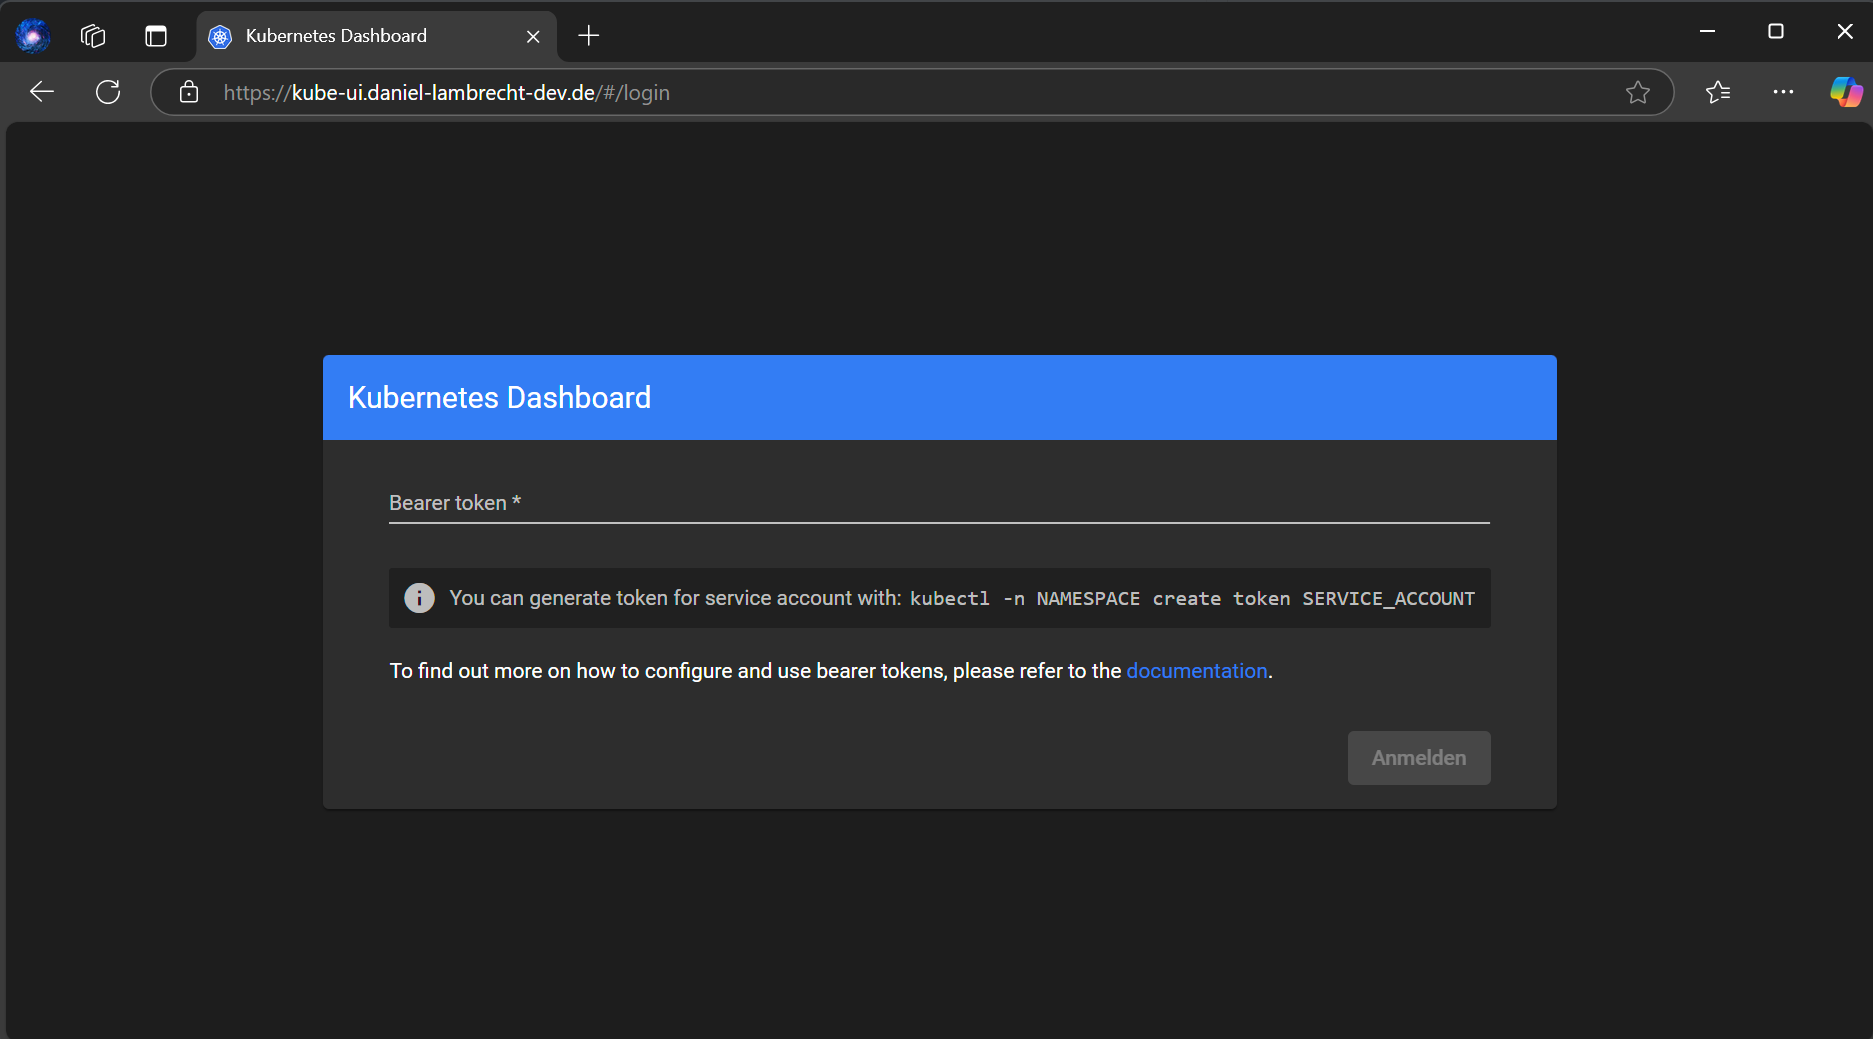 Kubernetes Dashboard
https://kube-ui.daniel-lambrecht-dev.de/#/login
Kubernetes Dashboard
Bearer token *
You can generate token for service account with: kubectl -n NAMESPACE create token SERVICE_ACCOUNT
To find out more on how to configure and use bearer tokens, please refer to the documentation.
Anmelden